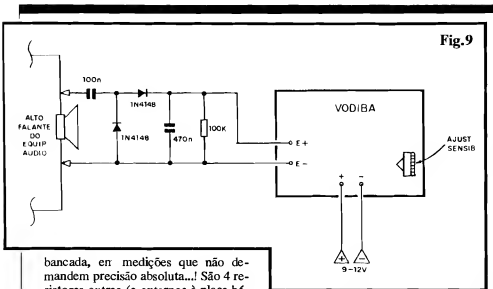 Fig.9
100n
1N4148
1N4148
470n
100K
ALTO
FALANTE
DO
EQUIP
AUDIO
VODIBA
E+
E-
AJUST
SENSIB
+ -
+ -
9-12V
bancada, en medições que não de-
mandem precisão absoluta...! São 4 re-